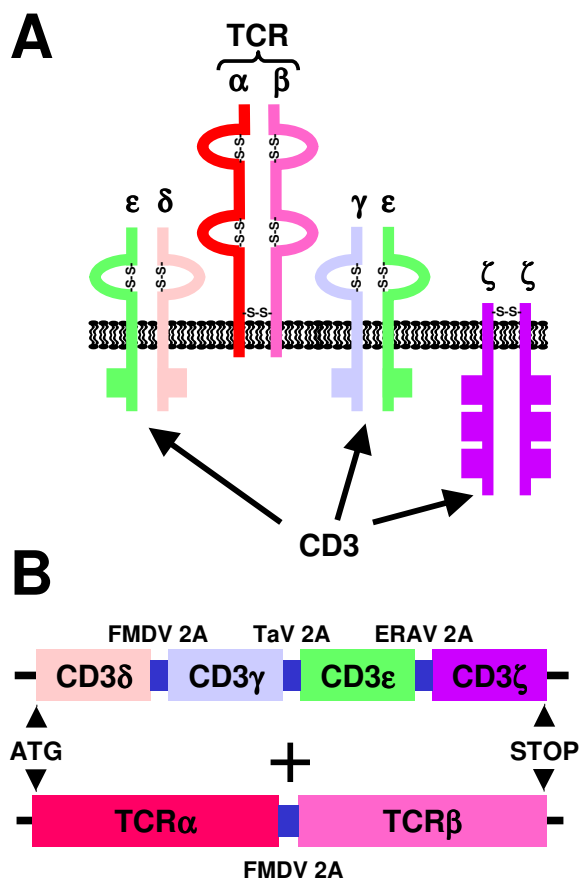 A
TCR
α β
-S-S- -S-S-
ε δ γ ε
-S-S- -S-S-
-S-S- -S-S- -S-S- -S-S-
ζ ζ
-S-S- -S-S-
CD3
B
FMDV 2A TaV 2A ERAV 2A
CD3δ CD3γ CD3ε CD3ζ
ATG + STOP
TCRα TCRβ
FMDV 2A